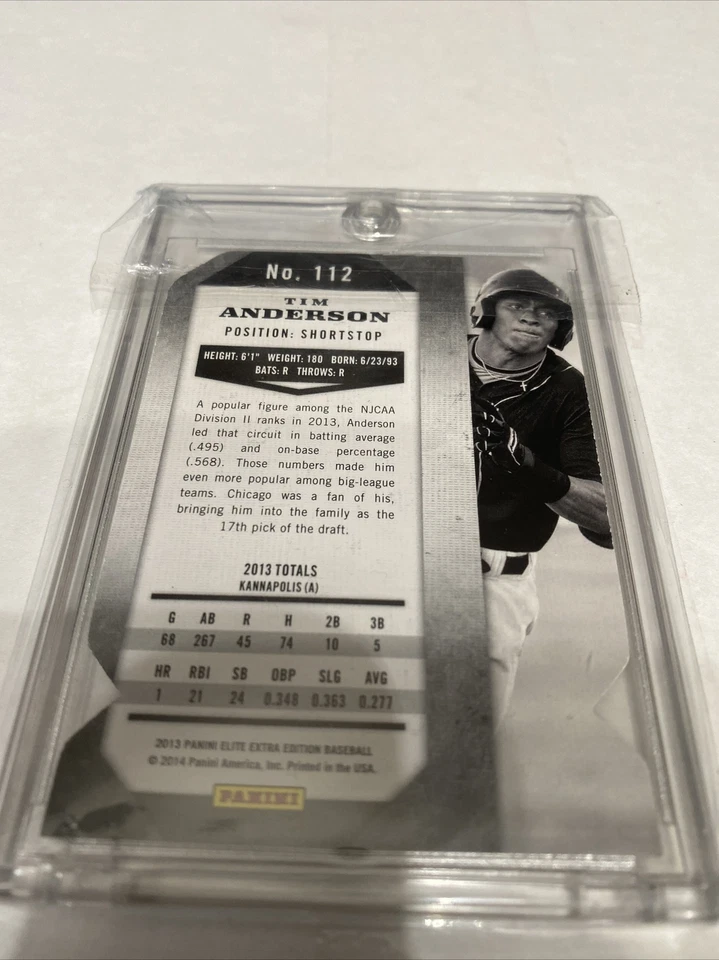 No. 112
TIM
ANDERSON
POSITION: SHORTSTOP
HEIGHT: 6'1" WEIGHT: 180 BORN: 6/23/93
BATS: R THROWS: R
A popular figure among the NJCAA
Division II ranks in 2013, Anderson
led that circuit in batting average
(.495) and on-base percentage
(.568). Those numbers made him
even more popular among big-league
teams. Chicago was a fan of his,
bringing him into the family as the
17th pick of the draft.
2013 TOTALS
KANNAPOLIS (A)
G AB R H 2B 3B
68 267 45 74 10 5
HR RBI SB OBP SLG AVG
1 21 24 0.348 0.363 0.277
2013 PANINI ELITE EXTRA EDITION BASEBALL
© 2014 Panini America, Inc. Printed in the USA.
PANINI